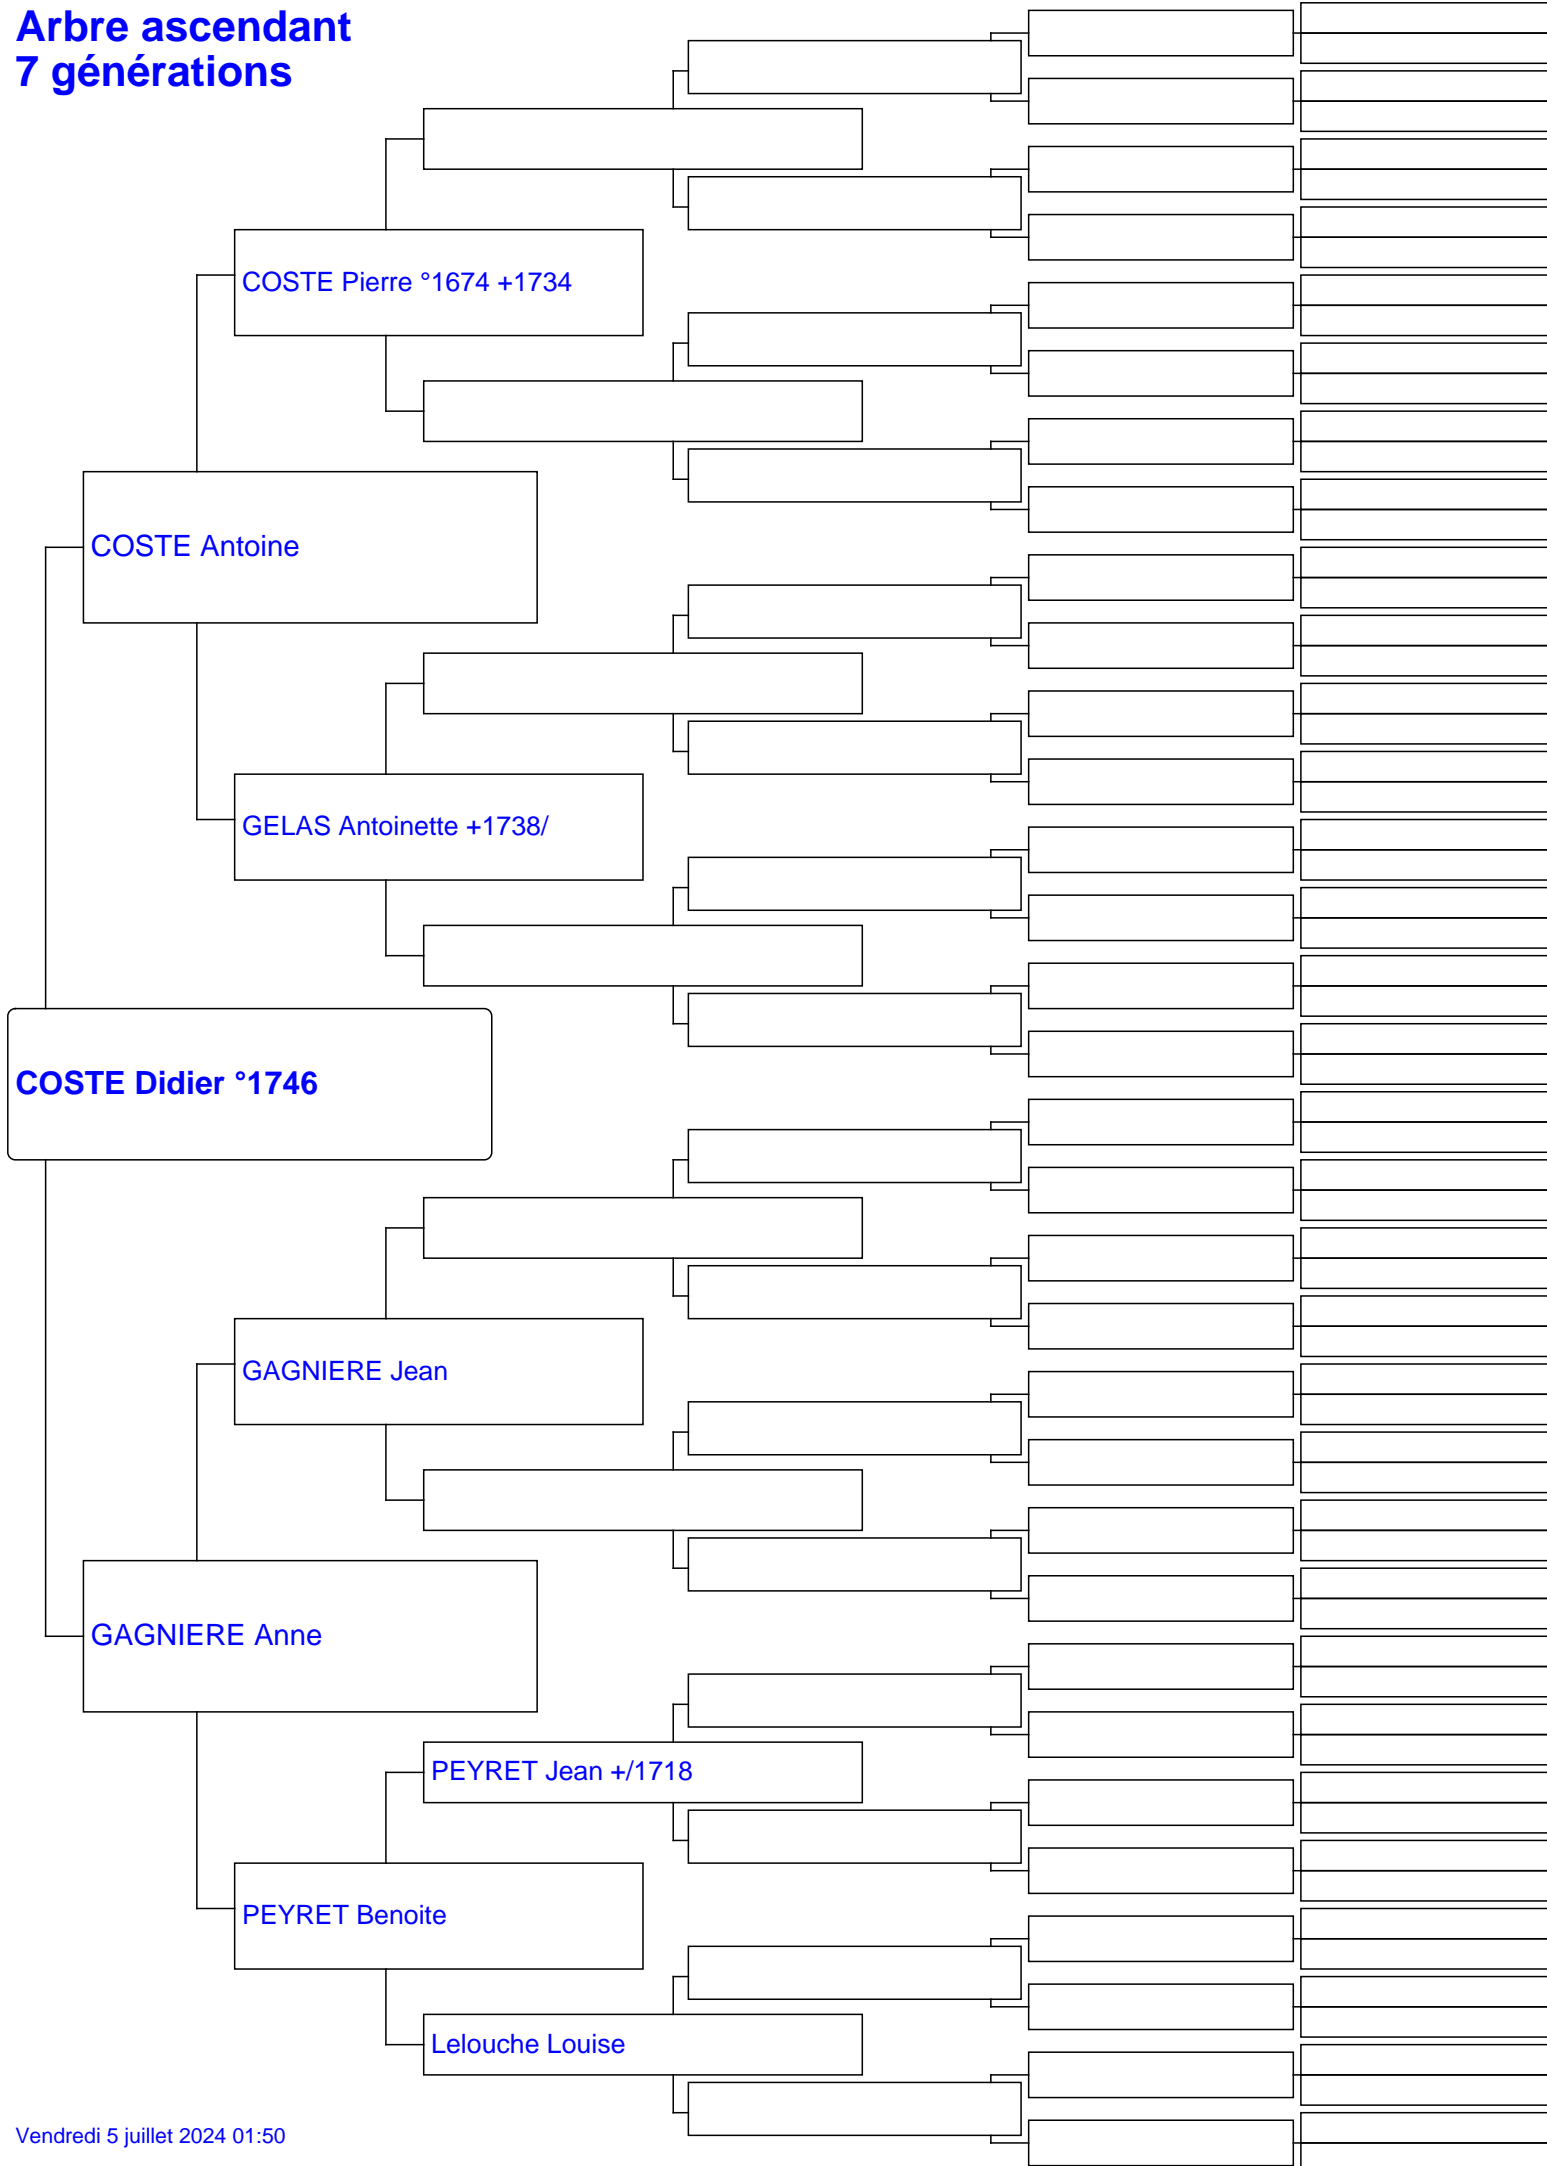 Arbre ascendant
7 générations
COSTE Pierre °1674 +1734
COSTE Antoine
GELAS Antoinette +1738/
COSTE Didier °1746
GAGNIERE Jean
GAGNIERE Anne
PEYRET Jean +/1718
PEYRET Benoite
Lelouche Louise
Vendredi 5 juillet 2024 01:50